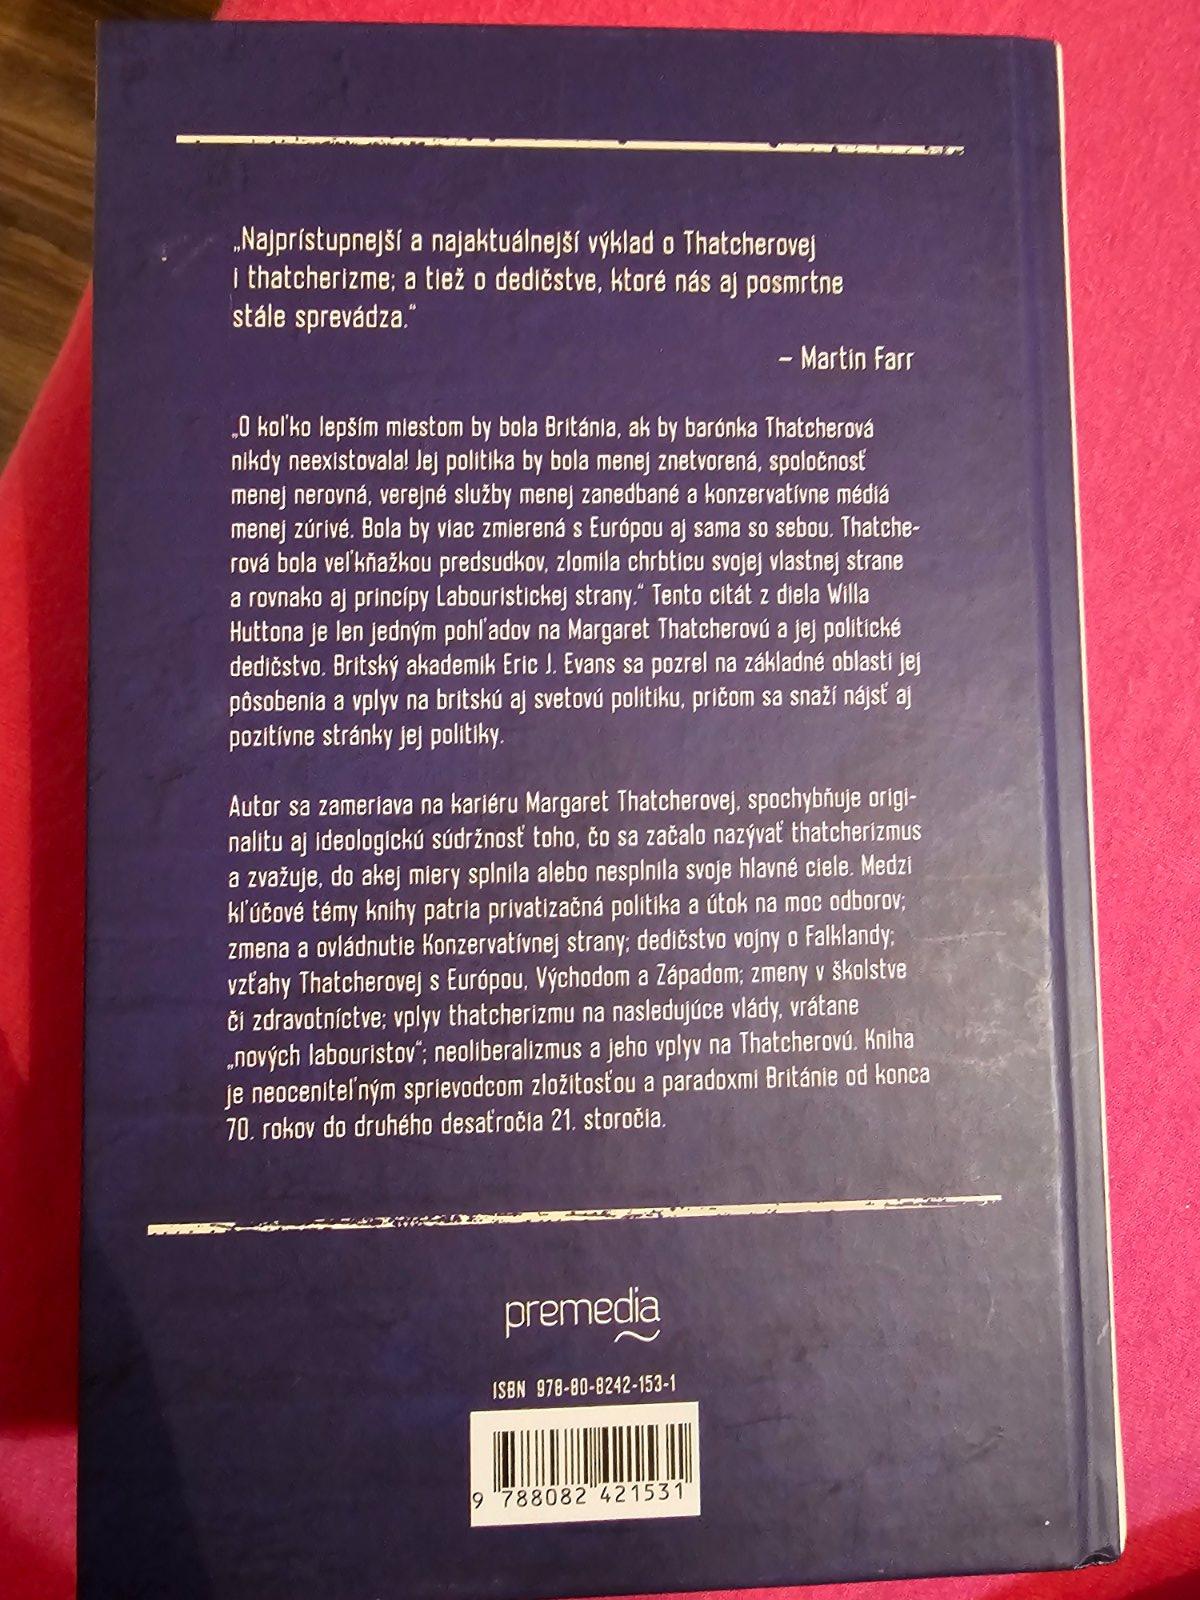 „Najprístupnejší a najaktuálnejší výklad o Thatcherovej
i thatcherizme; a tiež o dedičstve, ktoré nás aj posmrtne
stále sprevádza.“
– Martin Farr
„O koľko lepším miestom by bola Británia, ak by barónka Thatcherová
nikdy neexistovala! Jej politika by bola menej znetvorená, spoločnosť
menej nerovná, verejné služby menej zanedbané a konzervatívne médiá
menej zúrivé. Bola by viac zmierená s Európou aj sama so sebou. Thatche-
rová bola veľkňažkou predsudkov, zlomila chrbticu svojej vlastnej strane
a rovnako aj princípy Labouristickej strany.“ Tento citát z diela Willa
Huttona je len jedným pohľadov na Margaret Thatcherovú a jej politické
dedičstvo. Britský akademik Eric J. Evans sa pozrel na základné oblasti jej
pôsobenia a vplyv na britskú aj svetovú politiku, pričom sa snaží nájsť aj
pozitívne stránky jej politiky.
Autor sa zameriava na kariéru Margaret Thatcherovej, spochybňuje origi-
nalitu aj ideologickú súdržnosť toho, čo sa začalo nazývať thatcherizmus
a zvažuje, do akej miery splnila alebo nesplnila svoje hlavné ciele. Medzi
kľúčové témy knihy patria privatizačná politika a útok na moc odborov;
zmena a ovládnutie Konzervatívnej strany; dedičstvo vojny o Falklandy;
vzťahy Thatcherovej s Európou, Východom a Západom; zmeny v školstve
či zdravotníctve; vplyv thatcherizmu na nasledujúce vlády, vrátane
„nových labouristov“; neoliberalizmus a jeho vplyv na Thatcherovú. Kniha
je neoceniteľným sprievodcom zložitosťou a paradoxmi Británie od konca
70. rokov do druhého desaťročia 21. storočia.
premedia
ISBN 978-80-8242-153-1
9 788082 421531